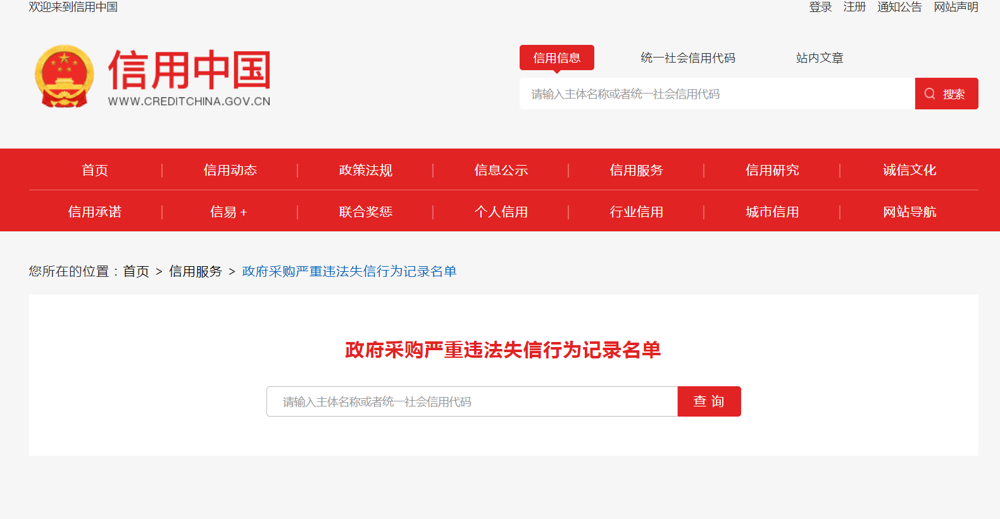 欢迎来到信用中国
登录 注册 通知公告 网站声明
信用中国
WWW.CREDITCHINA.GOV.CN
信用信息 统一社会信用代码 站内文章
请输入主体名称或者统一社会信用代码 搜索
首页 信用动态 政策法规 信息公示 信用服务 信用研究 诚信文化
信用承诺 信易+ 联合奖惩 个人信用 行业信用 城市信用 网站导航
您所在的位置：首页 > 信用服务 > 政府采购严重违法失信行为记录名单
政府采购严重违法失信行为记录名单
请输入主体名称或者统一社会信用代码 查 询